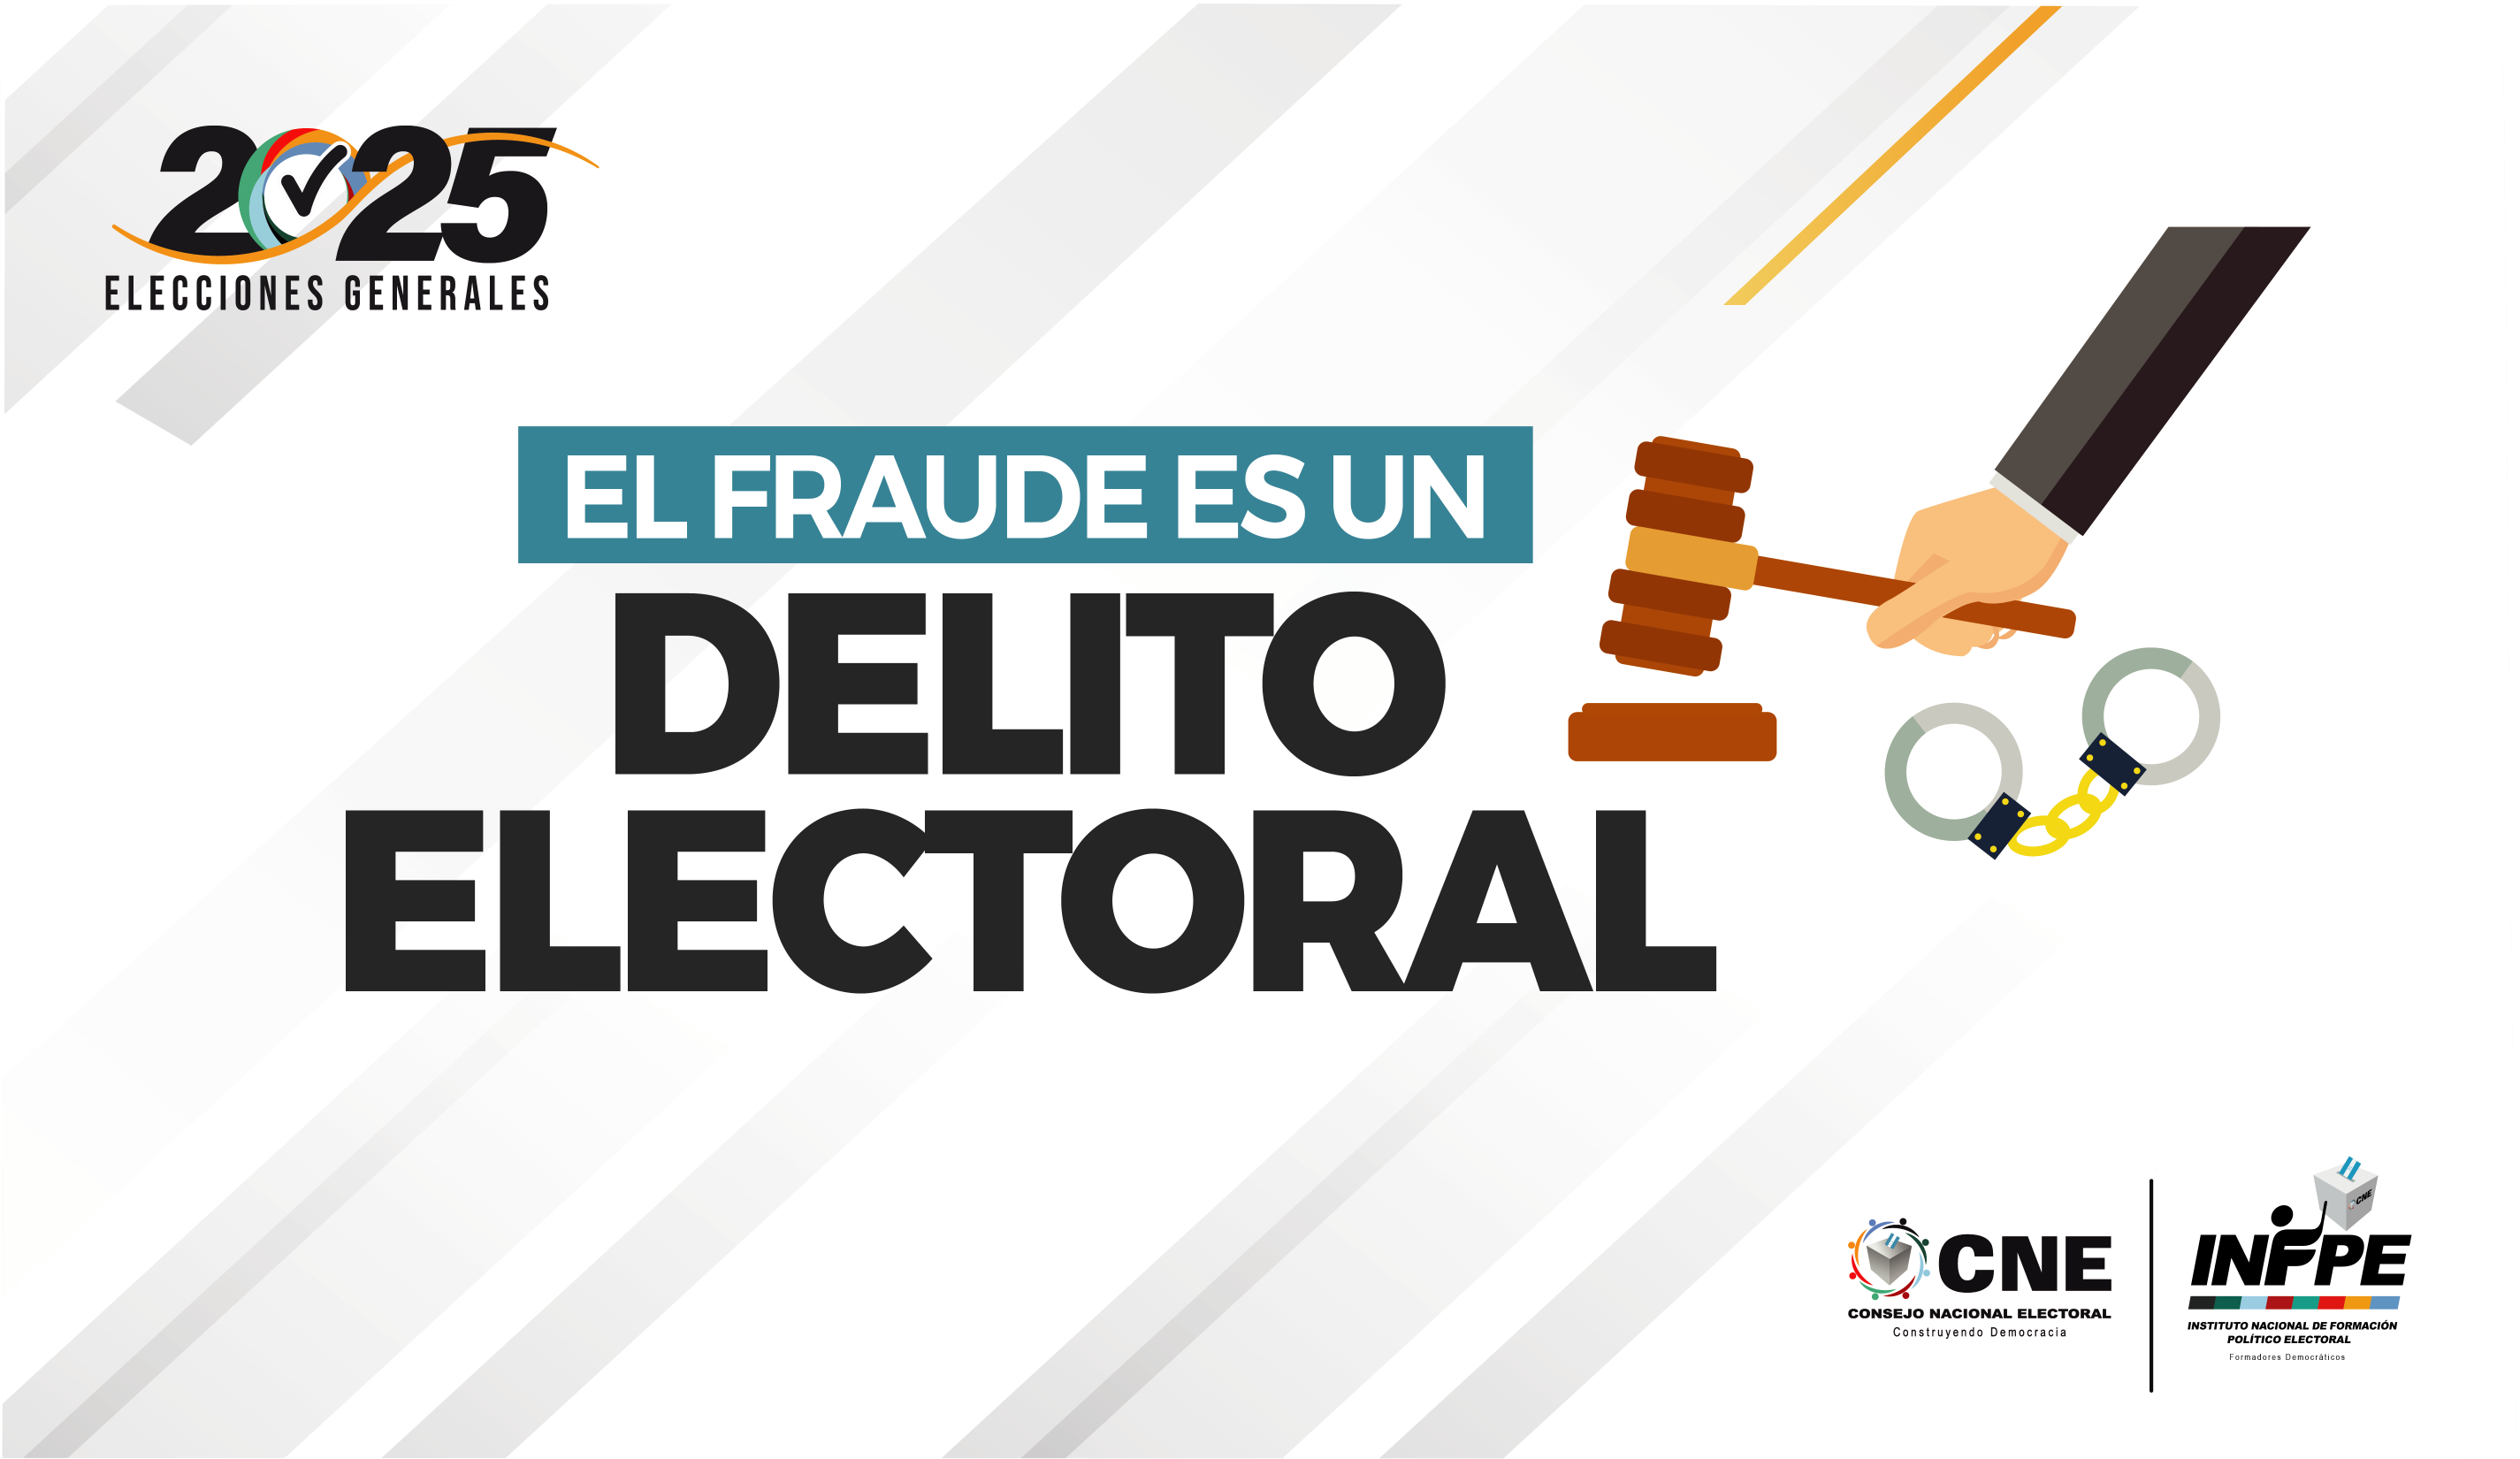 2025
ELECCIONES GENERALES
EL FRAUDE ES UN
DELITO
ELECTORAL
CNE
CONSEJO NACIONAL ELECTORAL
Construyendo Democracia
CNE
INFPE
INSTITUTO NACIONAL DE FORMACIÓN
POLÍTICO ELECTORAL
Formadores Democráticos